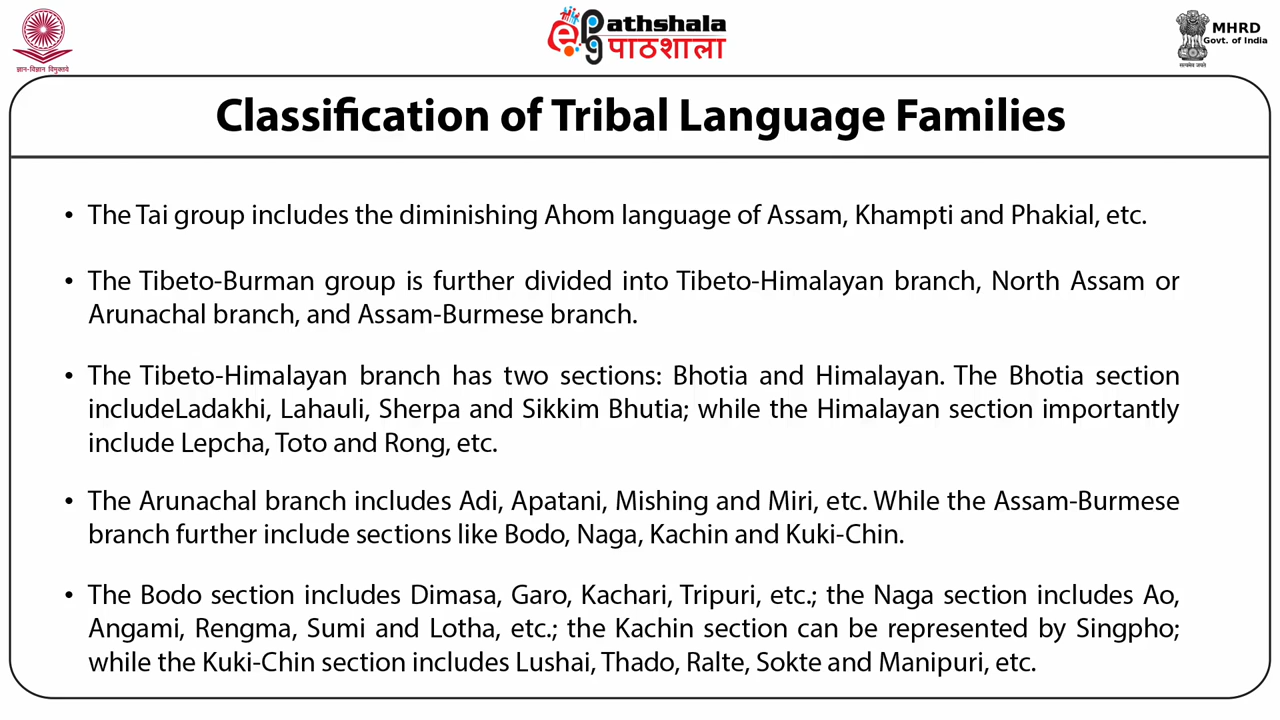 ज्ञान-विज्ञान विमुक्तये
epg
athshala
पाठशाला
MHRD
Govt. of India
सत्यमेव जयते
Classification of Tribal Language Families
• The Tai group includes the diminishing Ahom language of Assam, Khampti and Phakial, etc.
• The Tibeto-Burman group is further divided into Tibeto-Himalayan branch, North Assam or
Arunachal branch, and Assam-Burmese branch.
• The Tibeto-Himalayan branch has two sections: Bhotia and Himalayan. The Bhotia section
includeLadakhi, Lahauli, Sherpa and Sikkim Bhutia; while the Himalayan section importantly
include Lepcha, Toto and Rong, etc.
• The Arunachal branch includes Adi, Apatani, Mishing and Miri, etc. While the Assam-Burmese
branch further include sections like Bodo, Naga, Kachin and Kuki-Chin.
• The Bodo section includes Dimasa, Garo, Kachari, Tripuri, etc.; the Naga section includes Ao,
Angami, Rengma, Sumi and Lotha, etc.; the Kachin section can be represented by Singpho;
while the Kuki-Chin section includes Lushai, Thado, Ralte, Sokte and Manipuri, etc.